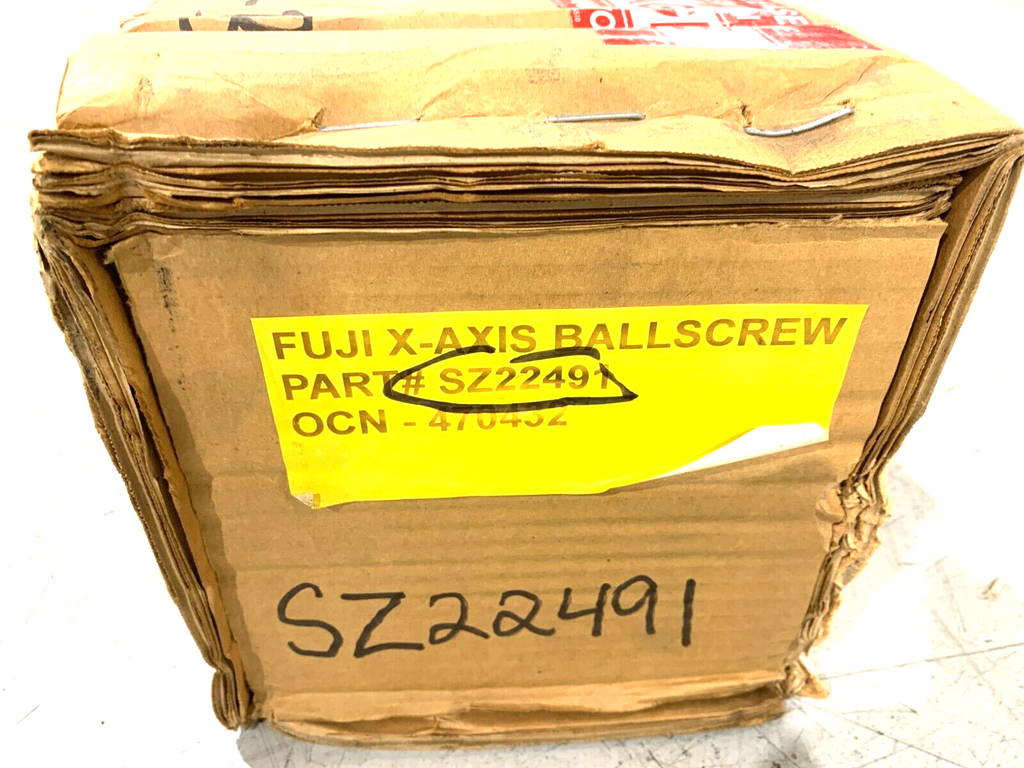 FUJI X-AXIS BALLSCREW
PART# SZ22491
OCN - 470432
SZ22491